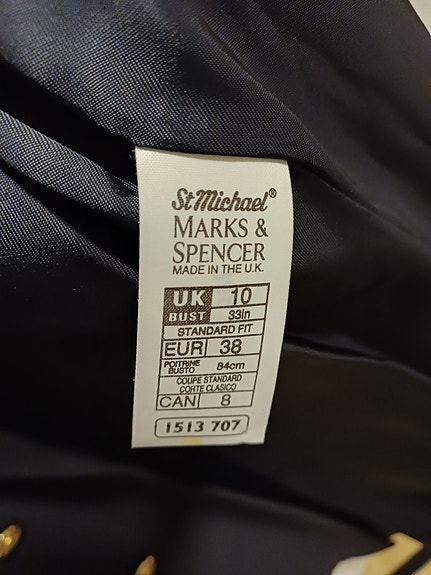 St Michael®
MARKS &
SPENCER
MADE IN THE U.K.
UK 10
BUST 33in
STANDARD FIT
EUR 38
POITRINE
BUSTO 84cm
COUPE STANDARD
CORTE CLASICO
CAN 8
1513 707